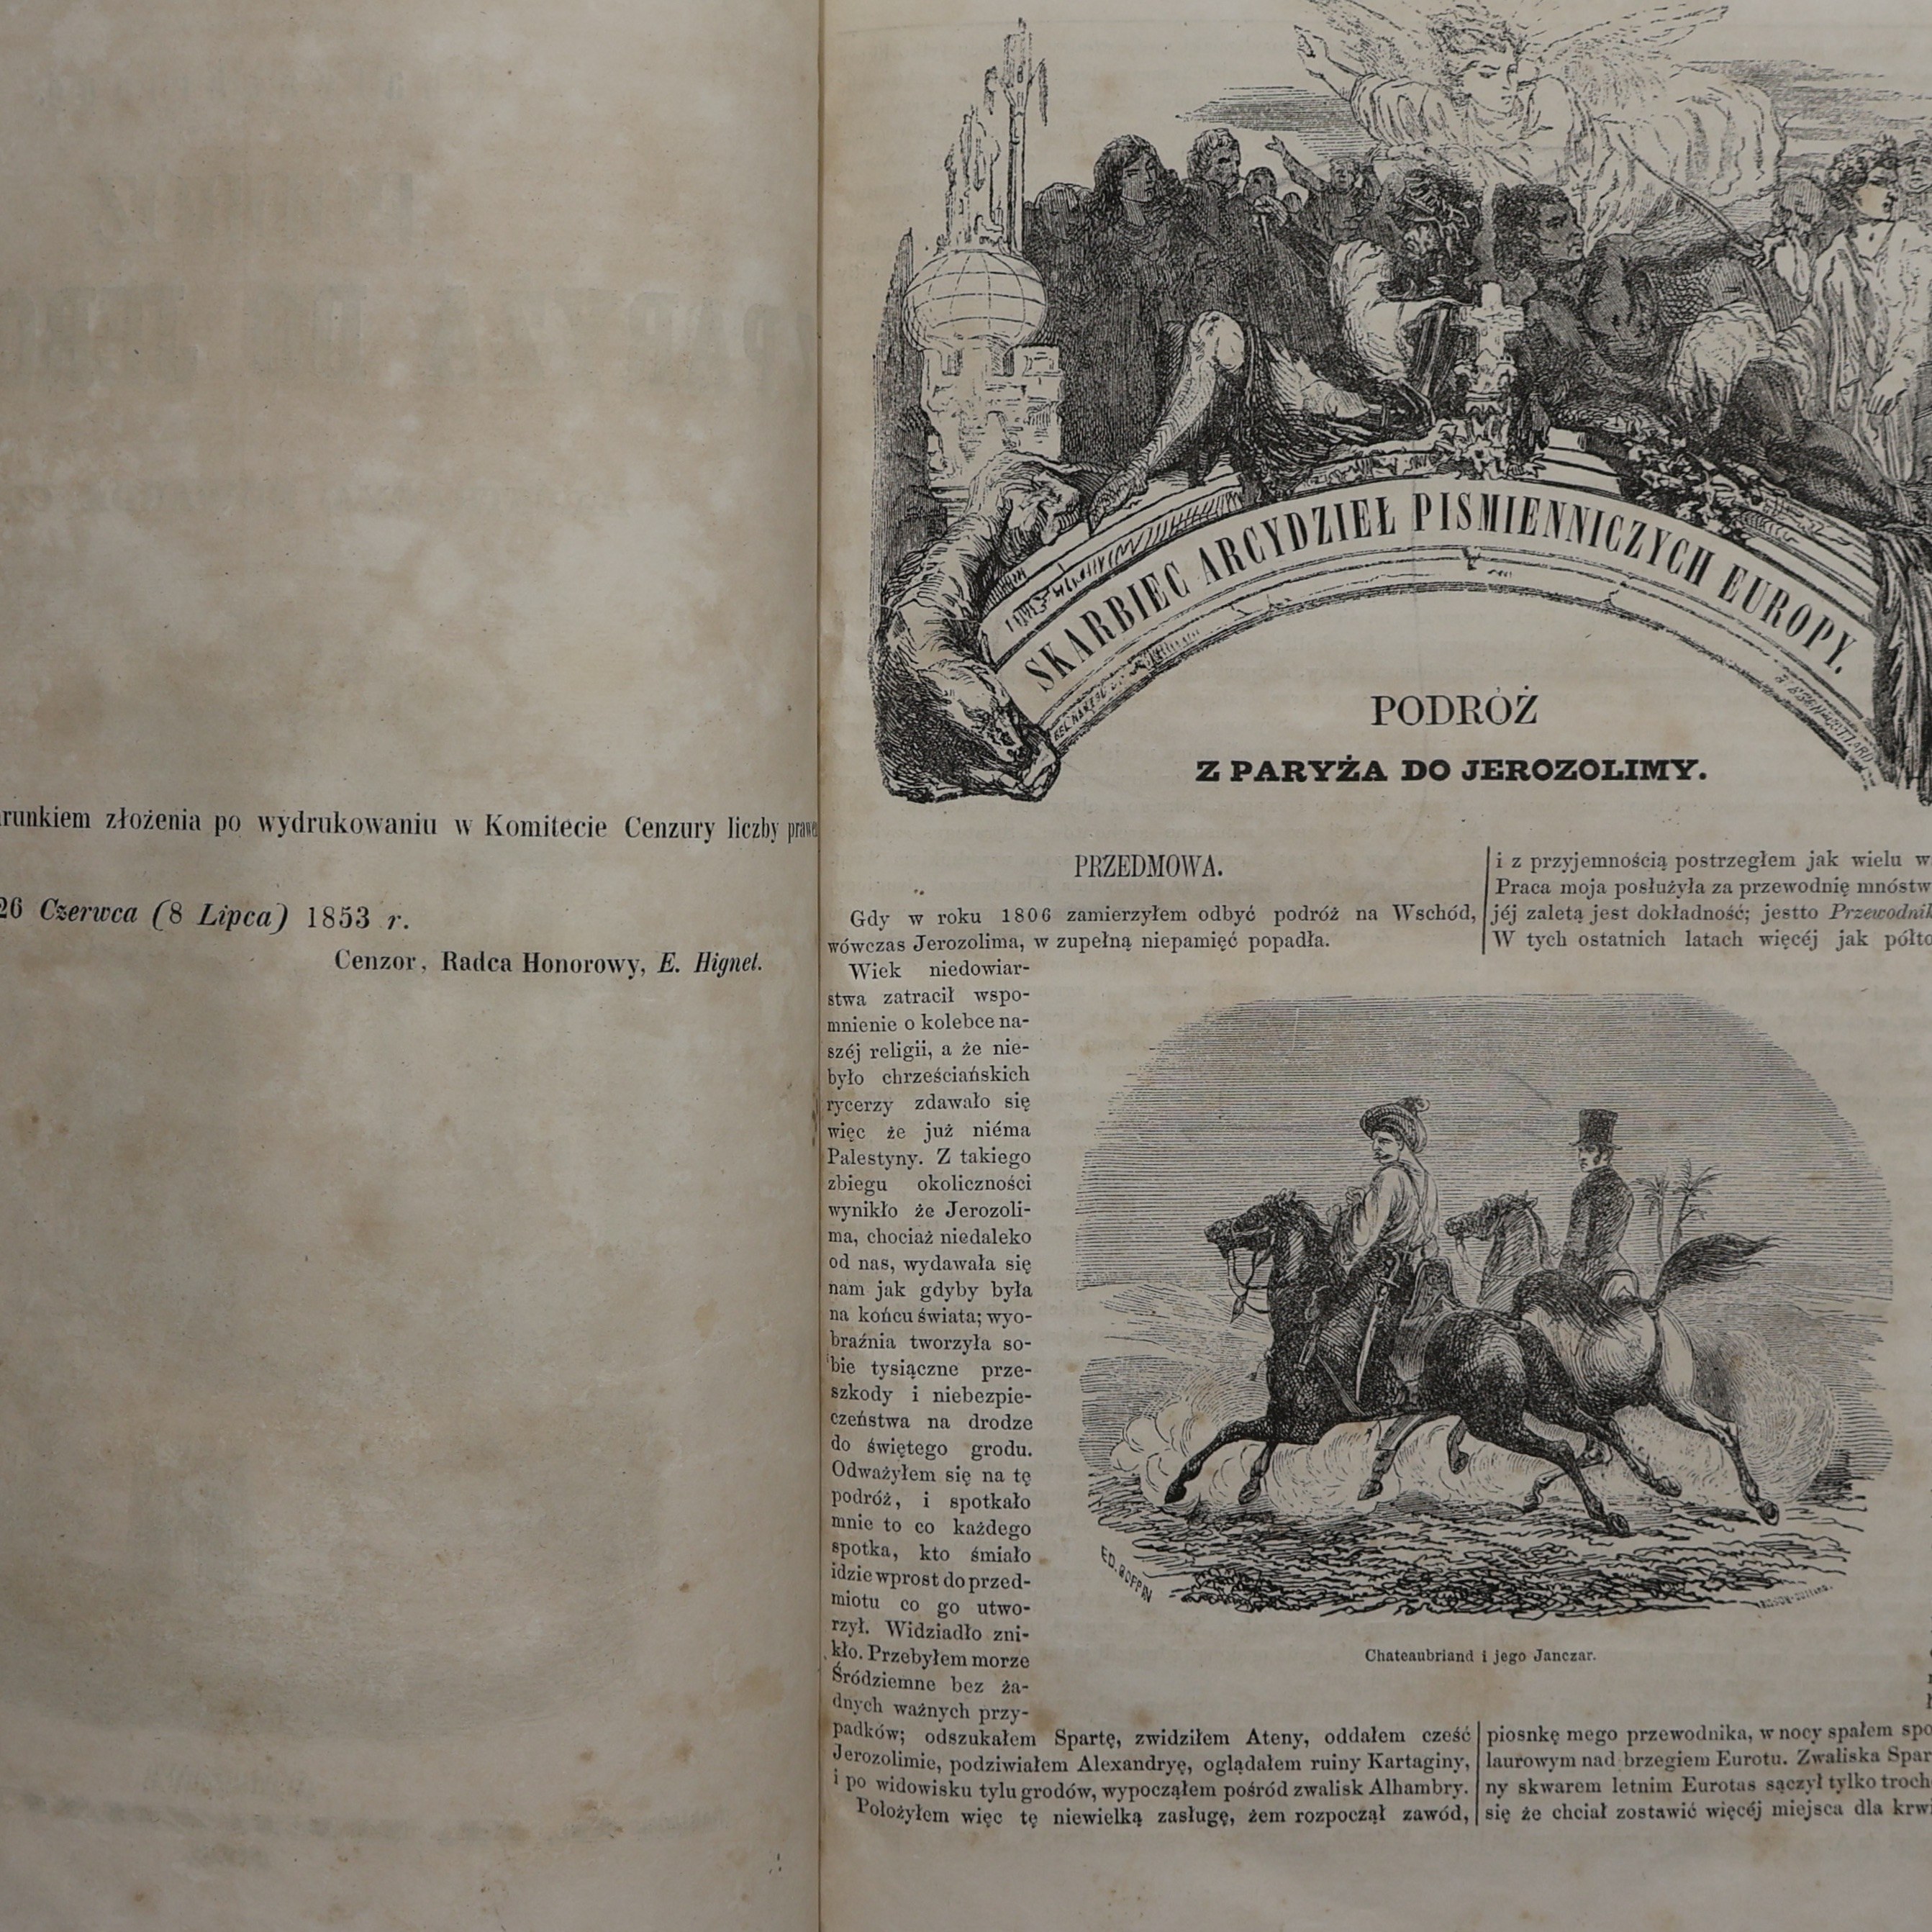 runkiem złożenia po wydrukowaniu w Komitecie Cenzury liczby
26 Czerwca (8 Lipca) 1853 r.
Cenzor, Radca Honorowy, E. Hignet.
SKARBIEC ARCYDZIEŁ PISMIENNICZYCH EUROPY.
PODRÓŻ
Z PARYŻA DO JEROZOLIMY.
PRZEDMOWA.
Gdy w roku 1806 zamierzyłem odbyć podróż na Wschód,
wówczas Jerozolima, w zupełną niepamięć popadła.
Wiek niedowiar-
stwa zatracił wspo-
mnienie o kolebce na-
széj religii, a że nie-
było chrześciańskich
rycerzy zdawało się
więc że już niéma
Palestyny. Z takiego
zbiegu okoliczności
wynikło że Jerozoli-
ma, chociaż niedaleko
od nas, wydawała się
nam jak gdyby była
na końcu świata; wyo-
braźnia tworzyła so-
bie tysiączne prze-
szkody i niebezpie-
czeństwa na drodze
do świętego grodu.
Odważyłem się na tę
podróż, i spotkało
mnie to co każdego
spotka, kto śmiało
idzie wprost do przed-
miotu co go utwo-
rzył. Widziadło zni-
kło. Przebyłem morze
Śródziemne bez ża-
dnych ważnych przy-
padków; odszukałem Spartę, zwidziłem Ateny, oddałem cześć
Jerozolimie, podziwiałem Alexandryę, oglądałem ruiny Kartaginy,
i po widowisku tylu grodów, wypocząłem pośród zwalisk Alhambry.
Położyłem więc tę niewielką zasługę, żem rozpoczął zawód,
i z przyjemnością postrzegłem jak wielu w
Praca moja posłużyła za przewodnię mnóstw
jéj zaletą jest dokładność; jestto Przewodnik
W tych ostatnich latach więcéj jak półto
ED. COPPIN
Chateaubriand i jego Janczar.
piosnkę mego przewodnika, w nocy spałem spo
laurowym nad brzegiem Eurotu. Zwaliska Spar
ny skwarem letnim Eurotas sączył tylko troch
się że chciał zostawić więcéj miejsca dla krwi